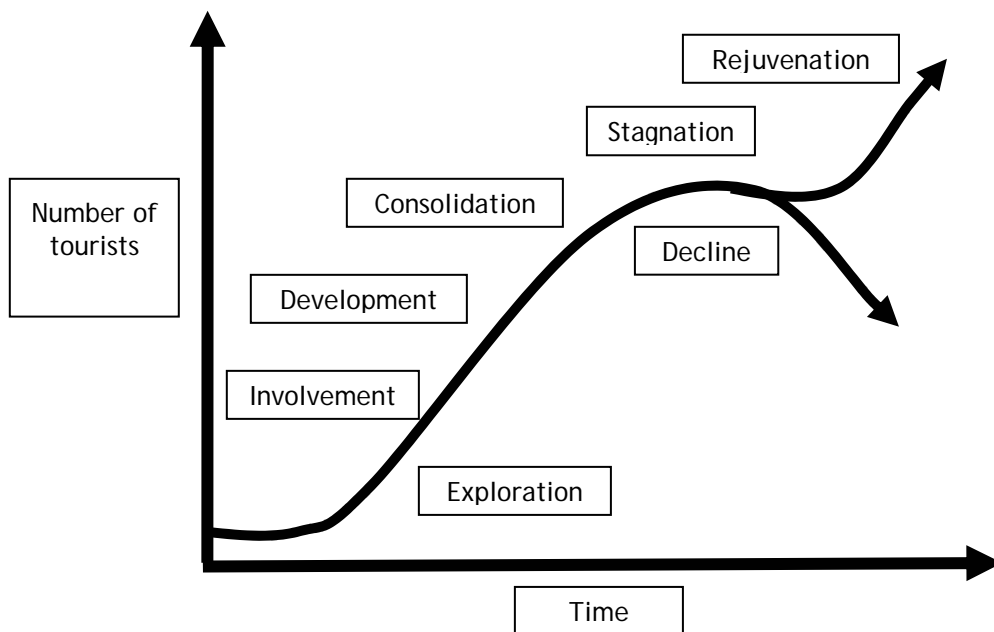 Rejuvenation
Stagnation
Consolidation
Number of
tourists
Decline
Development
Involvement
Exploration
Time